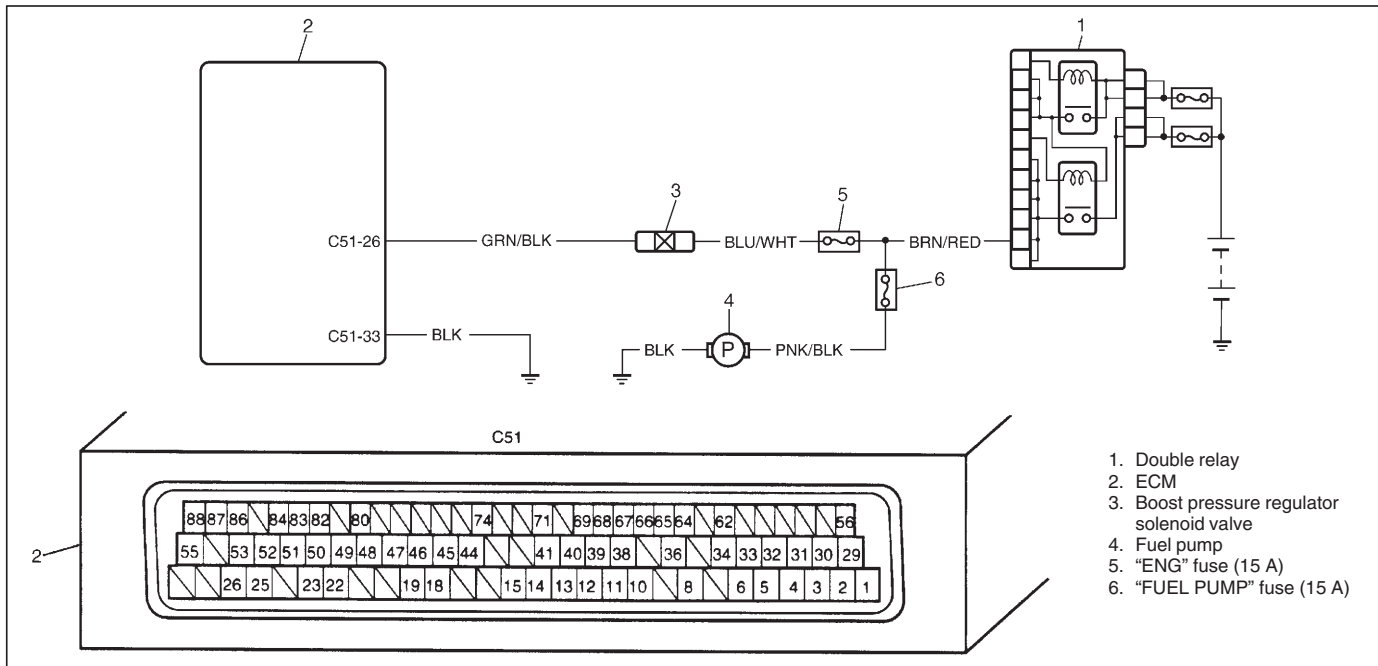 2
1
3
5
C51-26
GRN/BLK
BLU/WHT
BRN/RED
6
4
C51-33
BLK
BLK
P
PNK/BLK
C51
1. Double relay
2. ECM
3. Boost pressure regulator
solenoid valve
4. Fuel pump
5. “ENG” fuse (15 A)
6. “FUEL PUMP” fuse (15 A)
2
88 87 86 84 83 82 80 74 71 69 68 67 66 65 64 62 56
55 53 52 51 50 49 48 47 46 45 44 41 40 39 38 36 34 33 32 31 30 29
26 25 23 22 19 18 15 14 13 12 11 10 8 6 5 4 3 2 1